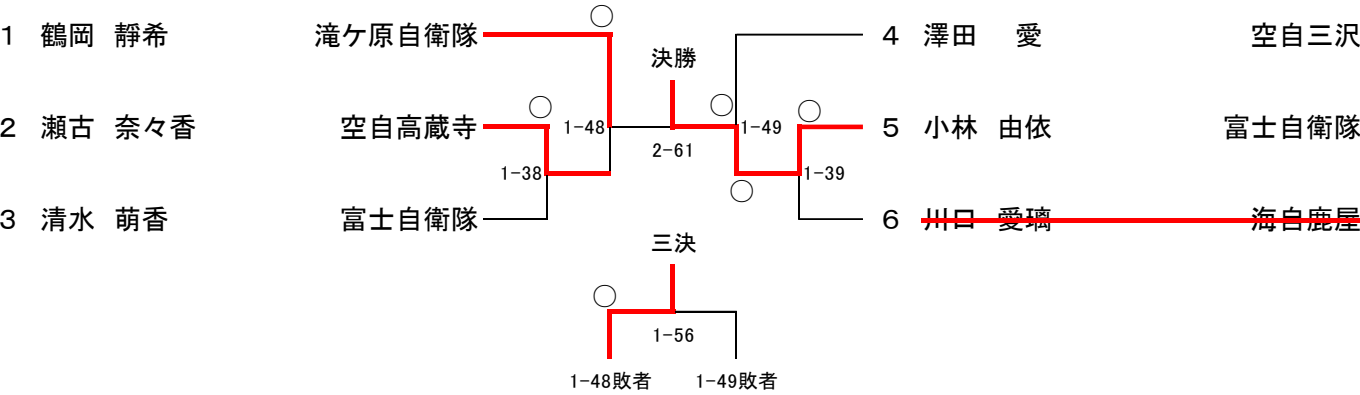 1 鶴岡 靜希 滝ケ原自衛隊
2 瀬古 奈々香 空自高蔵寺
3 清水 萌香 富士自衛隊
4 澤田 愛 空自三沢
5 小林 由依 富士自衛隊
6 川口 愛璃 海自鹿屋
決勝
1-48
1-49
2-61
1-38
1-39
三決
1-56
1-48敗者 1-49敗者